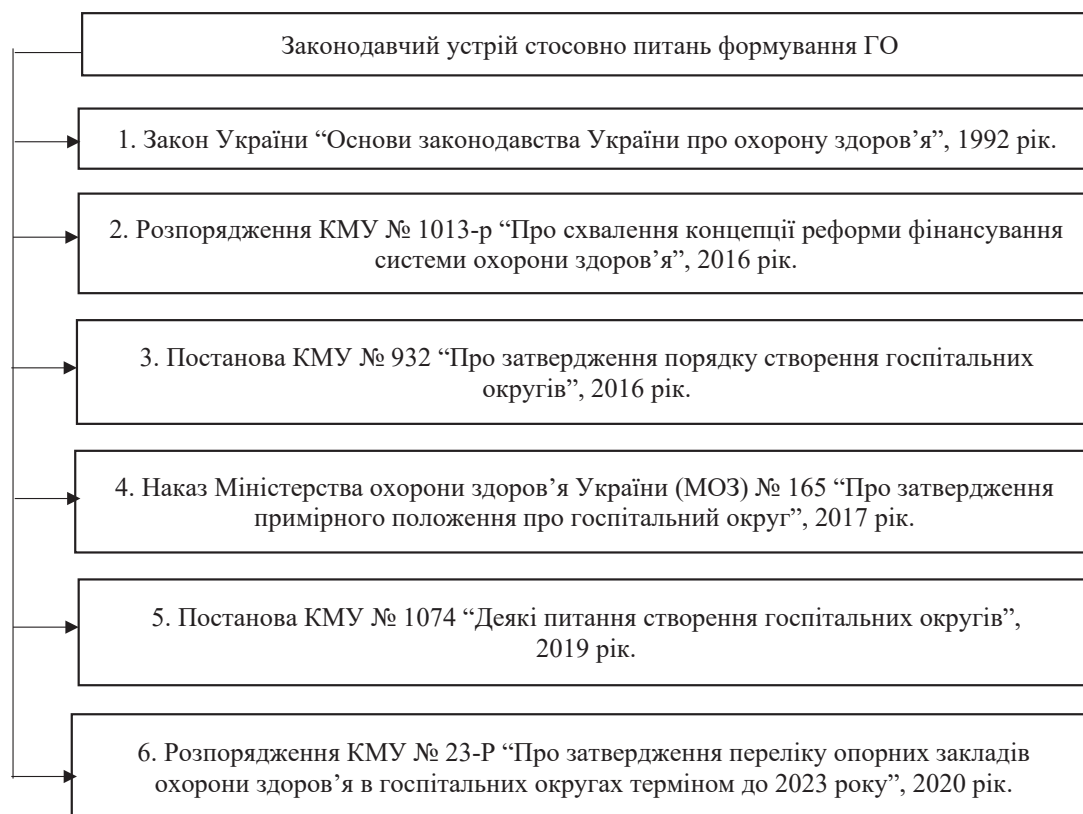 Законодавчий устрій стосовно питань формування ГО
1. Закон України “Основи законодавства України про охорону здоров’я”, 1992 рік.
2. Розпорядження КМУ № 1013-р “Про схвалення концепції реформи фінансування
системи охорони здоров’я”, 2016 рік.
3. Постанова КМУ № 932 “Про затвердження порядку створення госпітальних
округів”, 2016 рік.
4. Наказ Міністерства охорони здоров’я України (МОЗ) № 165 “Про затвердження
примірного положення про госпітальний округ”, 2017 рік.
5. Постанова КМУ № 1074 “Деякі питання створення госпітальних округів”,
2019 рік.
6. Розпорядження КМУ № 23-Р “Про затвердження переліку опорних закладів
охорони здоров’я в госпітальних округах терміном до 2023 року”, 2020 рік.